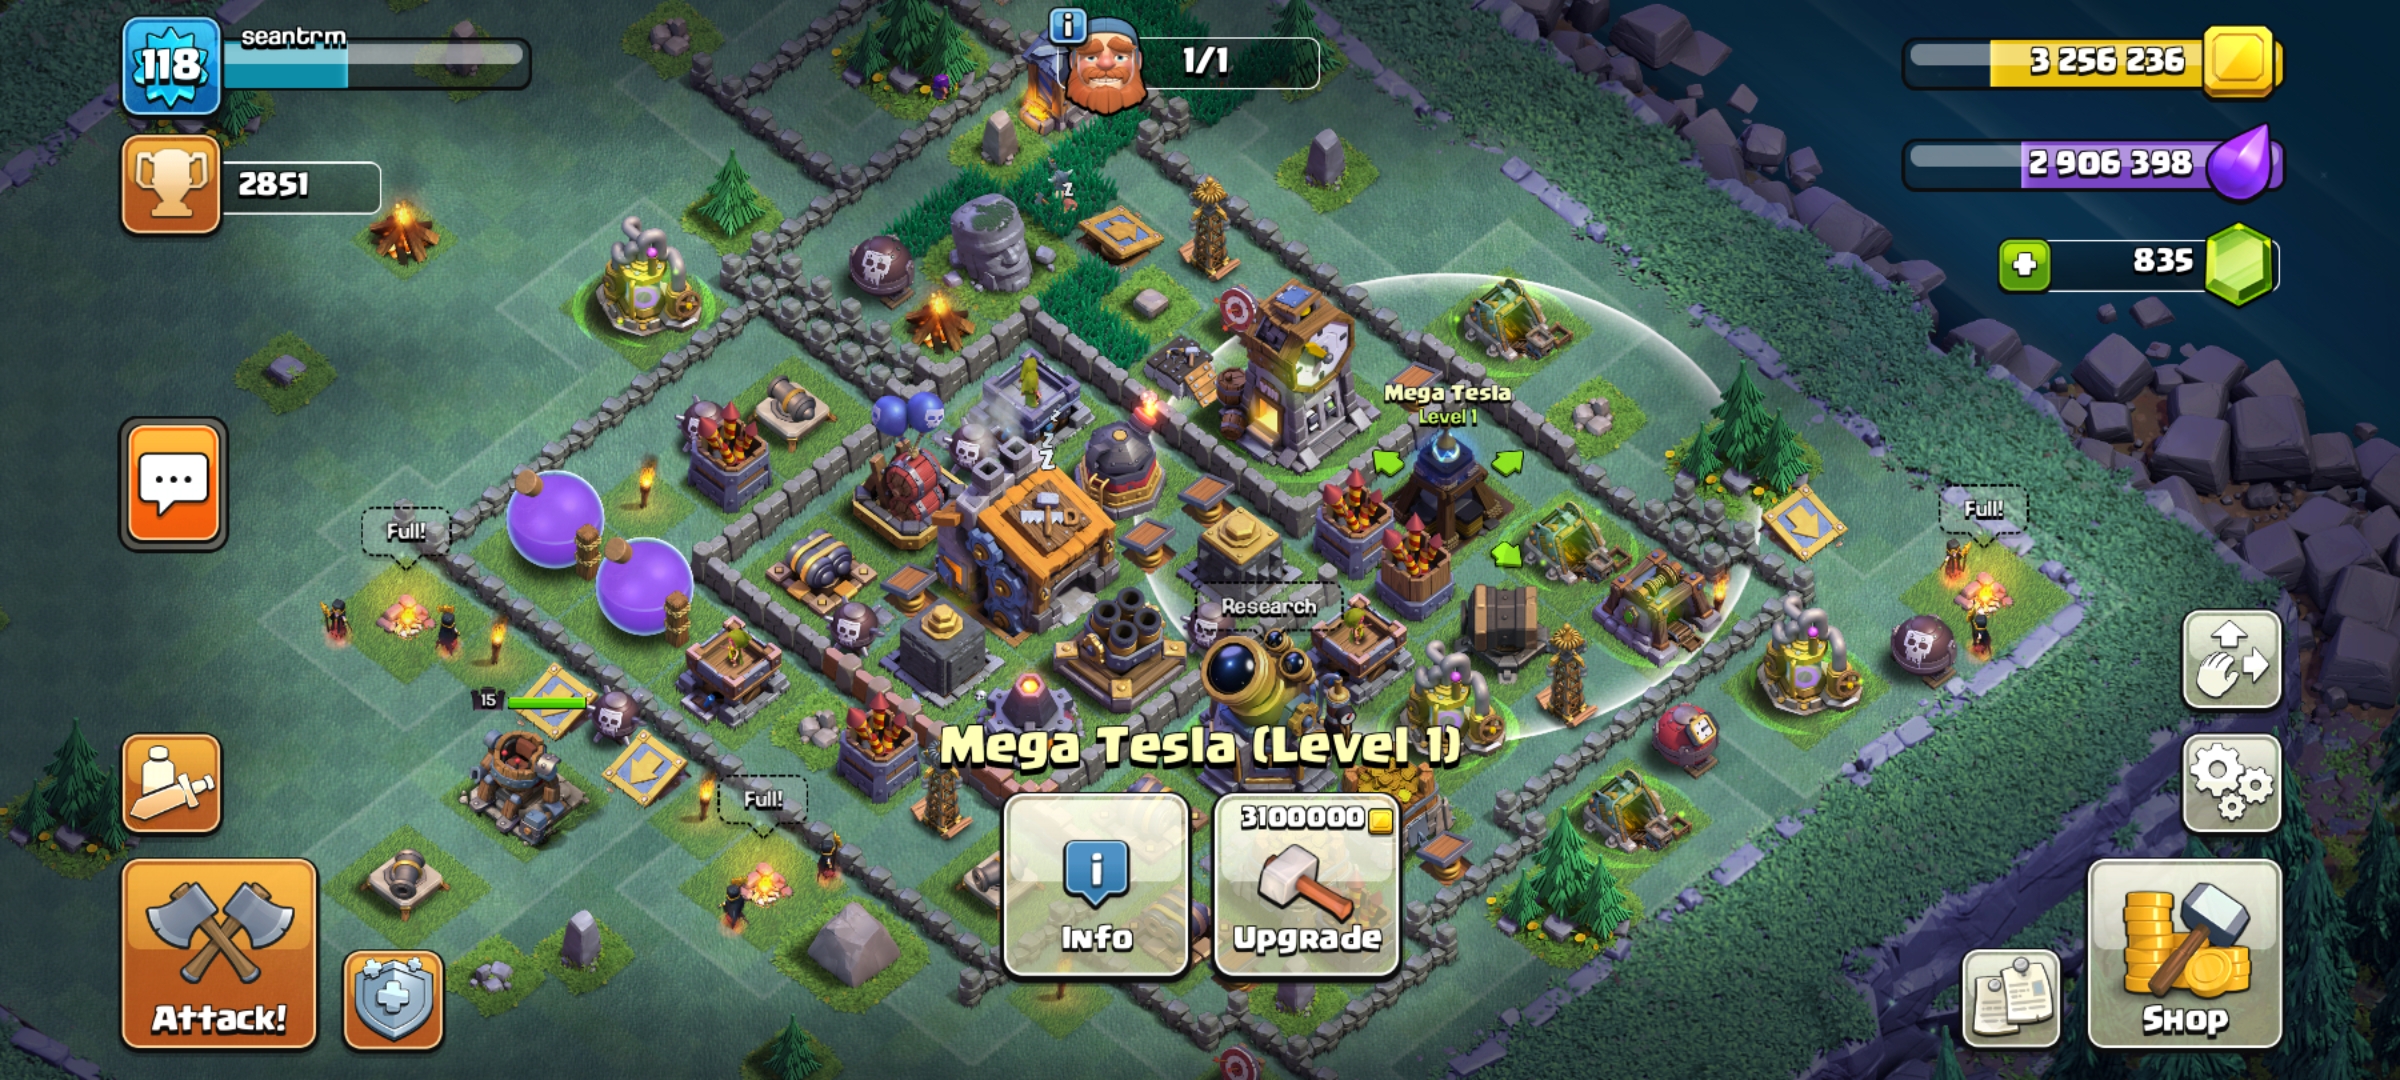 seantrm
118
1/1
3 256 236
2851
2 906 398
835
Mega Tesla
Level 1
z
z
z
Full!
Full!
Research
15
Mega Tesla (Level 1)
Full!
3100000
i
i
Info
Upgrade
Attack!
Shop